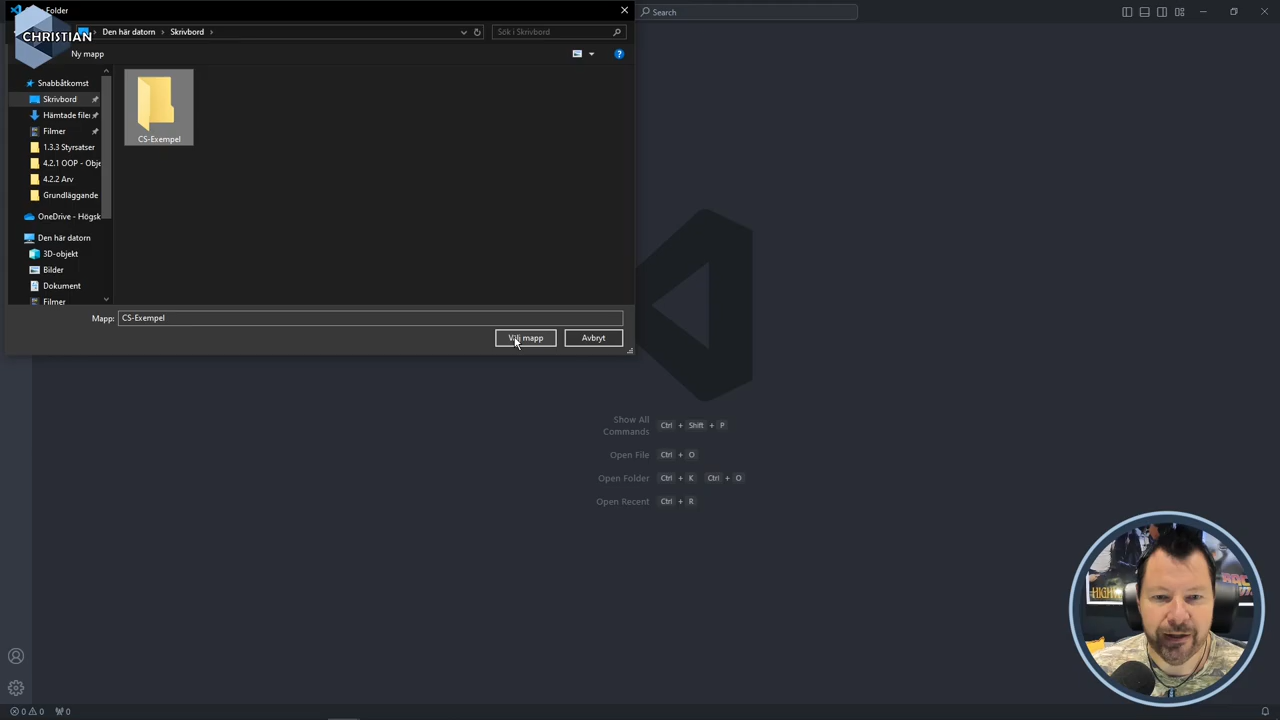 Folder
CHRISTIAN
Den här datorn
Skrivbord
Sök i Skrivbord
Search
Ny mapp
Snabbåtkomst
Skrivbord
Hämtade filer
Filmer
1.3.3 Styrsatser
4.2.1 OOP - Obje
4.2.2 Arv
Grundläggande
OneDrive - Högsk
Den här datorn
3D-objekt
Bilder
Dokument
Filmer
CS-Exempel
Mapp: CS-Exempel
Välj mapp
Avbryt
Show All Commands Ctrl + Shift + P
Open File Ctrl + O
Open Folder Ctrl + K Ctrl + O
Open Recent Ctrl + R
0 0 0